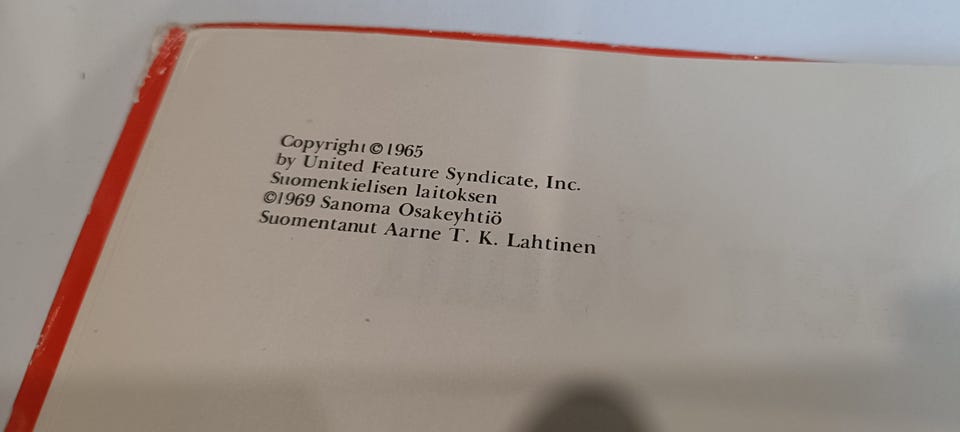 Copyright © 1965
by United Feature Syndicate, Inc.
Suomenkielisen laitoksen
©1969 Sanoma Osakeyhtiö
Suomentanut Aarne T. K. Lahtinen